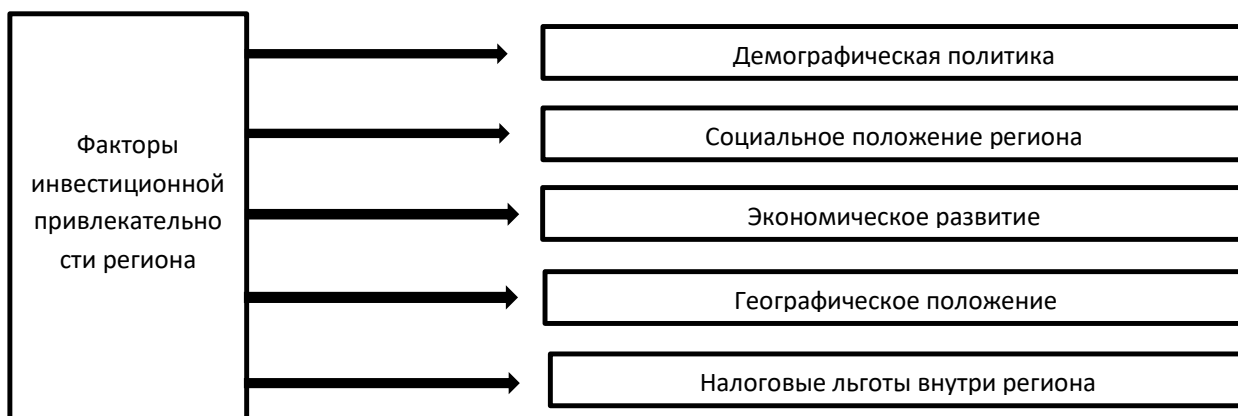 Факторы
инвестиционной
привлекательно
сти региона
Демографическая политика
Социальное положение региона
Экономическое развитие
Географическое положение
Налоговые льготы внутри региона